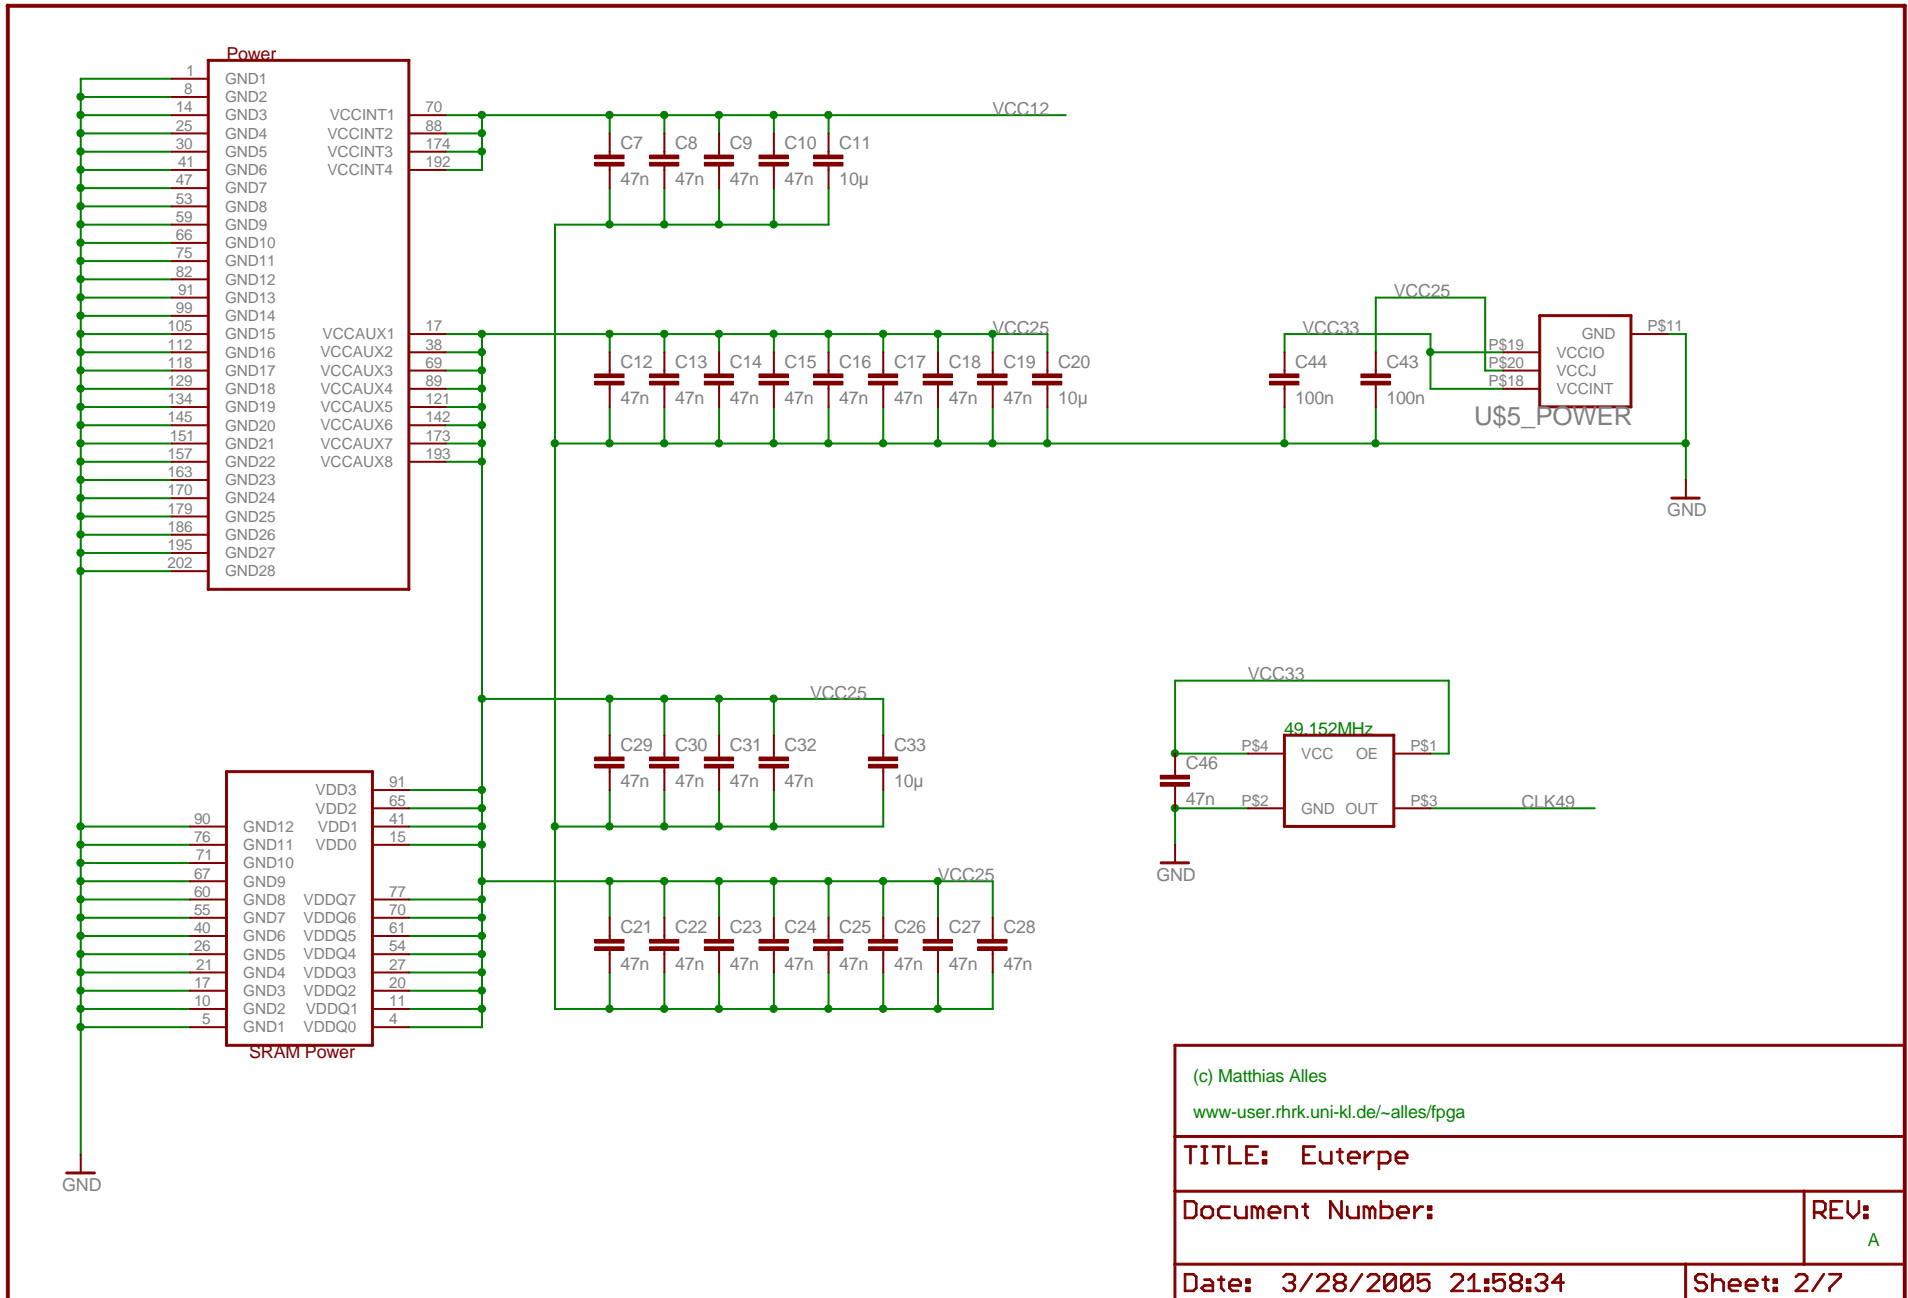 Power
1 GND1
8 GND2
14 GND3 VCCINT1 70 VCC12
25 GND4 VCCINT2 88
30 GND5 VCCINT3 174
41 GND6 VCCINT4 192
47 GND7
53 GND8
59 GND9
66 GND10
75 GND11
82 GND12
91 GND13
99 GND14
105 GND15 VCCAUX1 17
112 GND16 VCCAUX2 38
118 GND17 VCCAUX3 69
129 GND18 VCCAUX4 89
134 GND19 VCCAUX5 121
145 GND20 VCCAUX6 142
151 GND21 VCCAUX7 173
157 GND22 VCCAUX8 193
163 GND23
170 GND24
179 GND25
186 GND26
195 GND27
202 GND28
C7 C8 C9 C10 C11
47n 47n 47n 47n 10µ
VCC25
C12 C13 C14 C15 C16 C17 C18 C19 C20
47n 47n 47n 47n 47n 47n 47n 47n 10µ
VCC25
VCC33
C44 C43
100n 100n
GND P$11
P$19 VCCIO
P$20 VCCJ
P$18 VCCINT
U$5_POWER
GND
VCC25
C29 C30 C31 C32 C33
47n 47n 47n 47n 10µ
VCC33
49.152MHz
P$4 VCC OE P$1
C46
47n
P$2 GND OUT P$3 CLK49
GND
VDD3 91
VDD2 65
90 GND12 VDD1 41
76 GND11 VDD0 15
71 GND10
67 GND9
60 GND8 VDDQ7 77
55 GND7 VDDQ6 70
40 GND6 VDDQ5 61
26 GND5 VDDQ4 54
21 GND4 VDDQ3 27
17 GND3 VDDQ2 20
10 GND2 VDDQ1 11
5 GND1 VDDQ0 4
SRAM Power
VCC25
C21 C22 C23 C24 C25 C26 C27 C28
47n 47n 47n 47n 47n 47n 47n 47n
GND
(c) Matthias Alles
www-user.rhrk.uni-kl.de/~alles/fpga
TITLE: Euterpe
Document Number:
REV:
A
Date: 3/28/2005 21:58:34
Sheet: 2/7